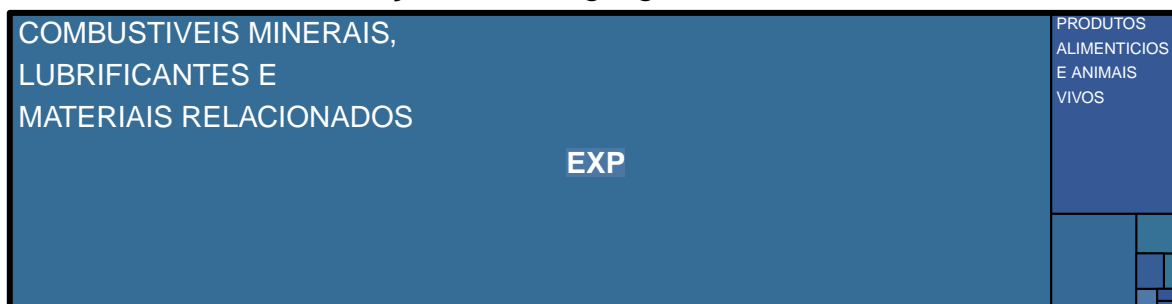 COMBUSTIVEIS MINERAIS,
LUBRIFICANTES E
MATERIAIS RELACIONADOS
EXP
PRODUTOS
ALIMENTICIOS
E ANIMAIS
VIVOS